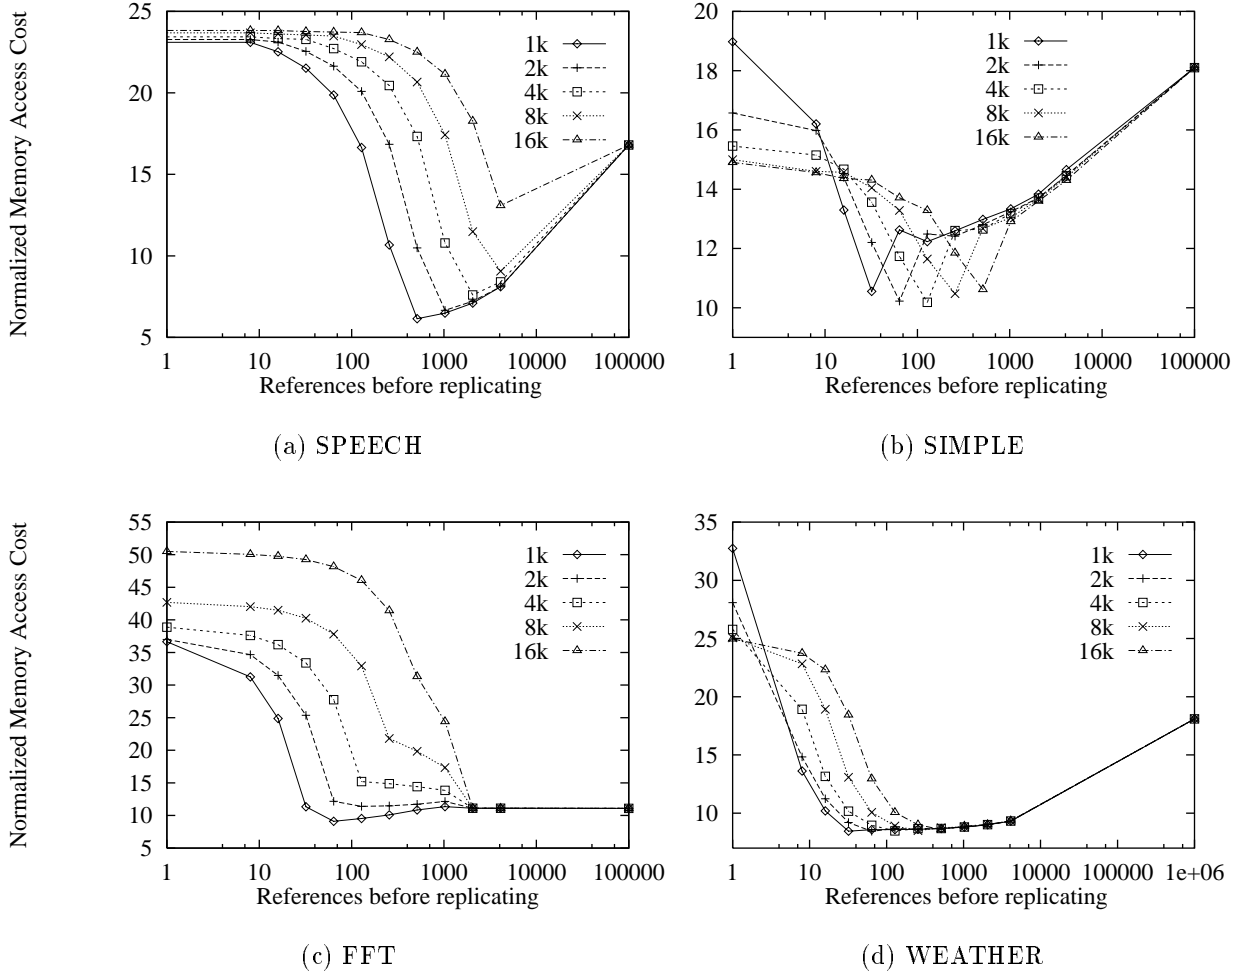 Normalized Memory Access Cost
25
20
15
10
5
1k
2k
4k
8k
16k
1 10 100 1000 10000 100000
References before replicating
(a) SPEECH
20
18
16
14
12
10
1k
2k
4k
8k
16k
1 10 100 1000 10000 100000
References before replicating
(b) SIMPLE
Normalized Memory Access Cost
55
50
45
40
35
30
25
20
15
10
5
1k
2k
4k
8k
16k
1 10 100 1000 10000 100000
References before replicating
(c) FFT
35
30
25
20
15
10
1k
2k
4k
8k
16k
1 10 100 1000 10000 100000 1e+06
References before replicating
(d) WEATHER